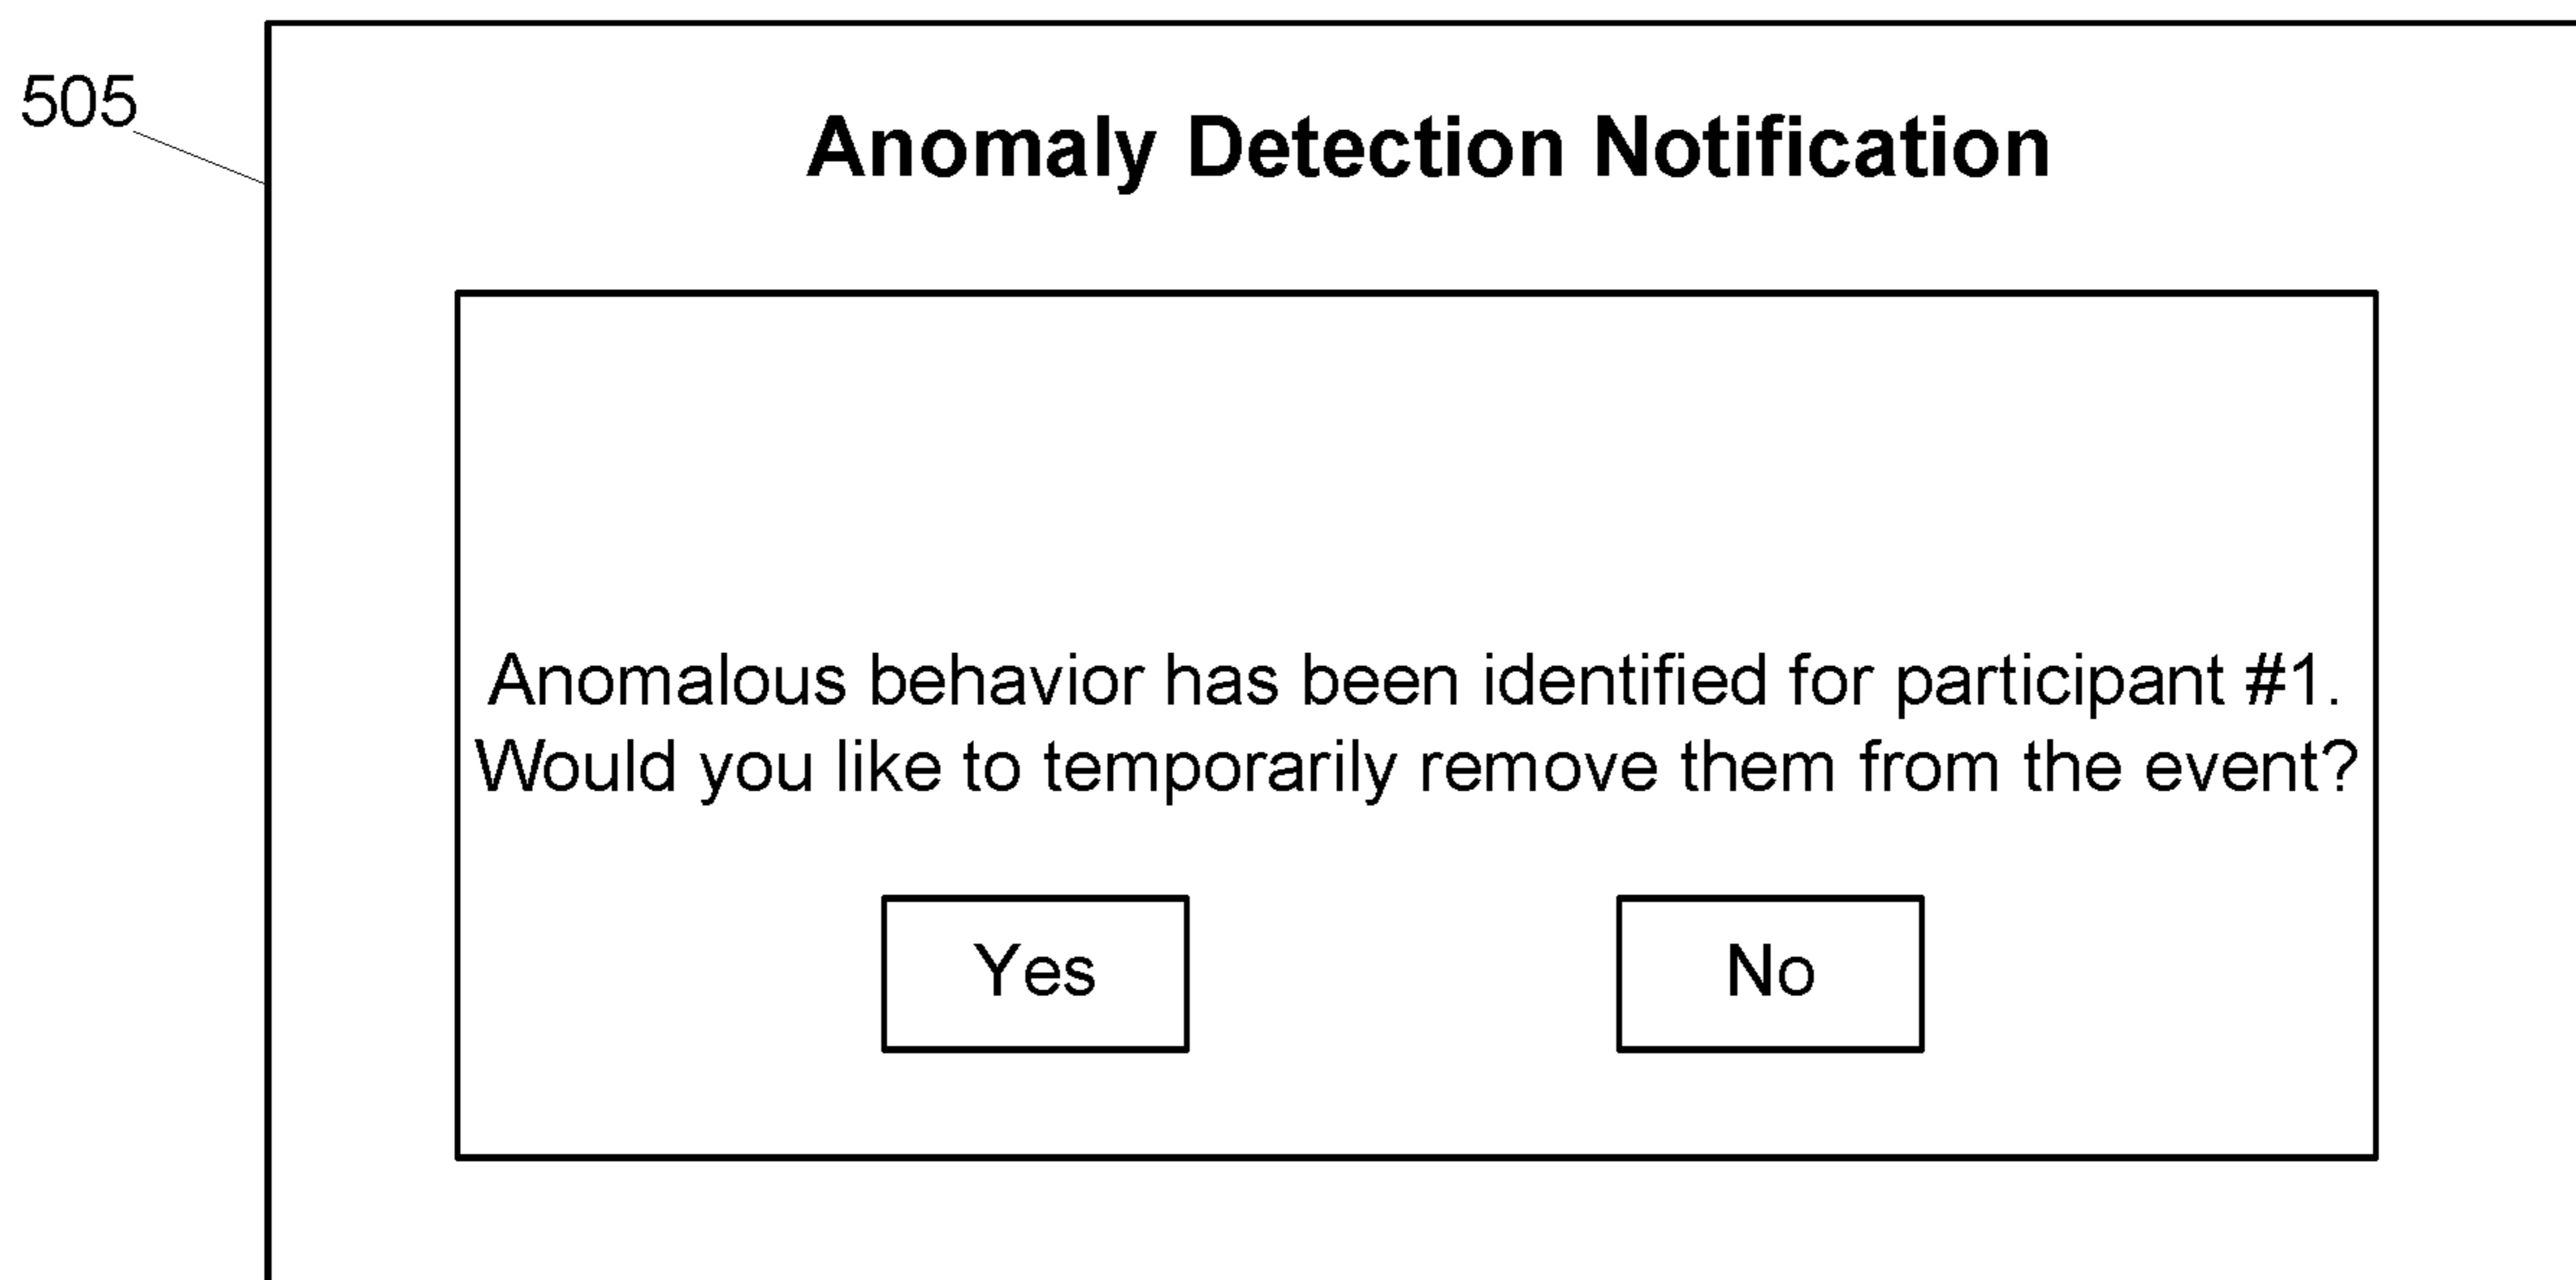 505
Anomaly Detection Notification
Anomalous behavior has been identified for participant #1.
Would you like to temporarily remove them from the event?
Yes
No